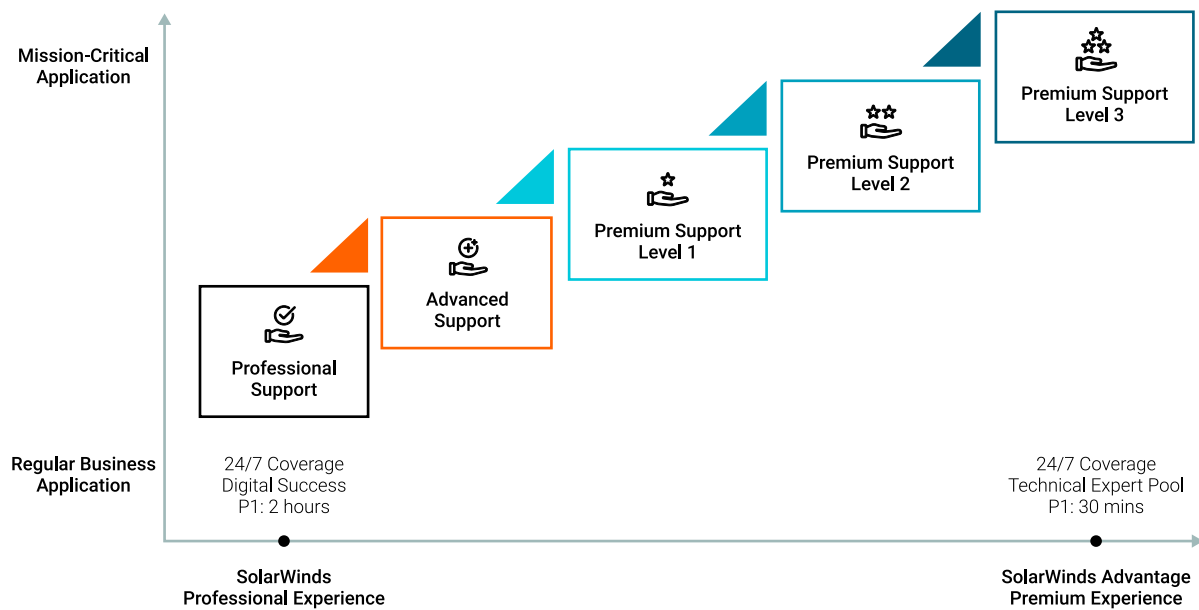 Mission-Critical
Application
Premium Support
Level 3
Premium Support
Level 2
Premium Support
Level 1
Advanced
Support
Professional
Support
Regular Business
Application
24/7 Coverage
Digital Success
P1: 2 hours
24/7 Coverage
Technical Expert Pool
P1: 30 mins
SolarWinds
Professional Experience
SolarWinds Advantage
Premium Experience